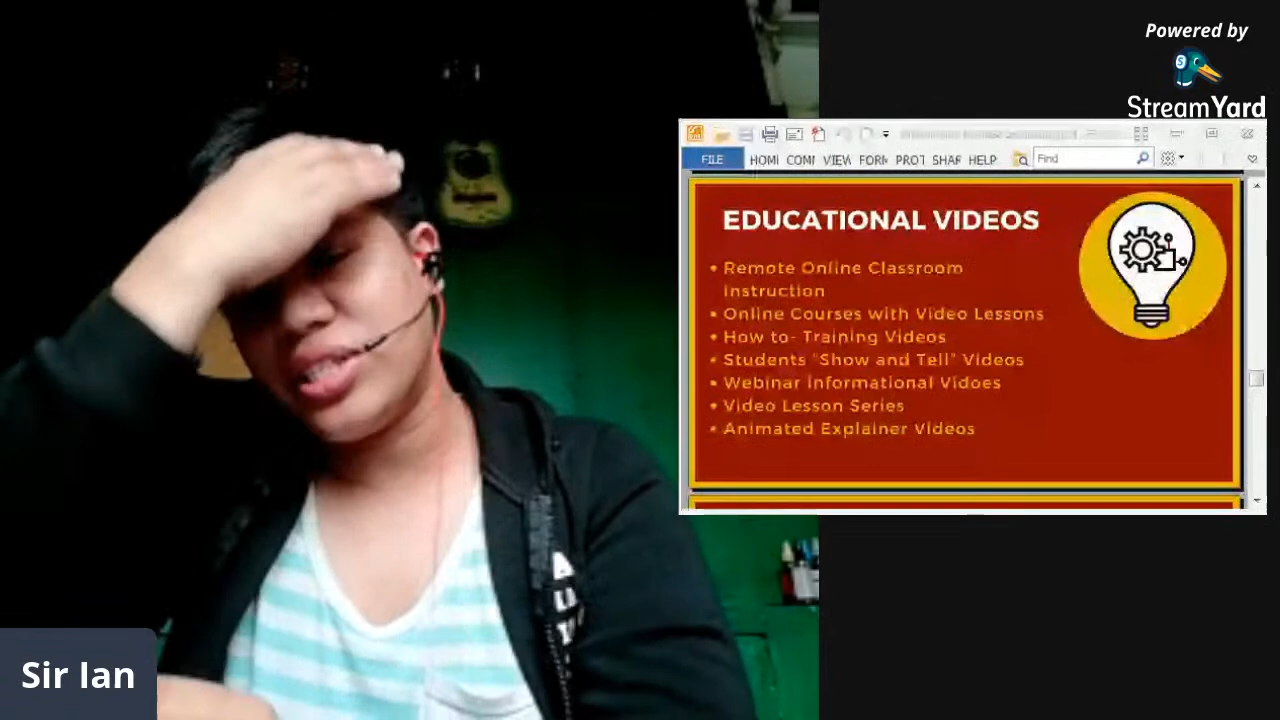 Powered by
StreamYard
FILE HOMI COMI VIEW FORM PROT SHAR HELP Find
EDUCATIONAL VIDEOS
• Remote Online Classroom
Instruction
• Online Courses with Video Lessons
• How to- Training Videos
• Students "Show and Tell" Videos
• Webinar Informational Vidoes
• Video Lesson Series
• Animated Explainer Videos
Sir Ian